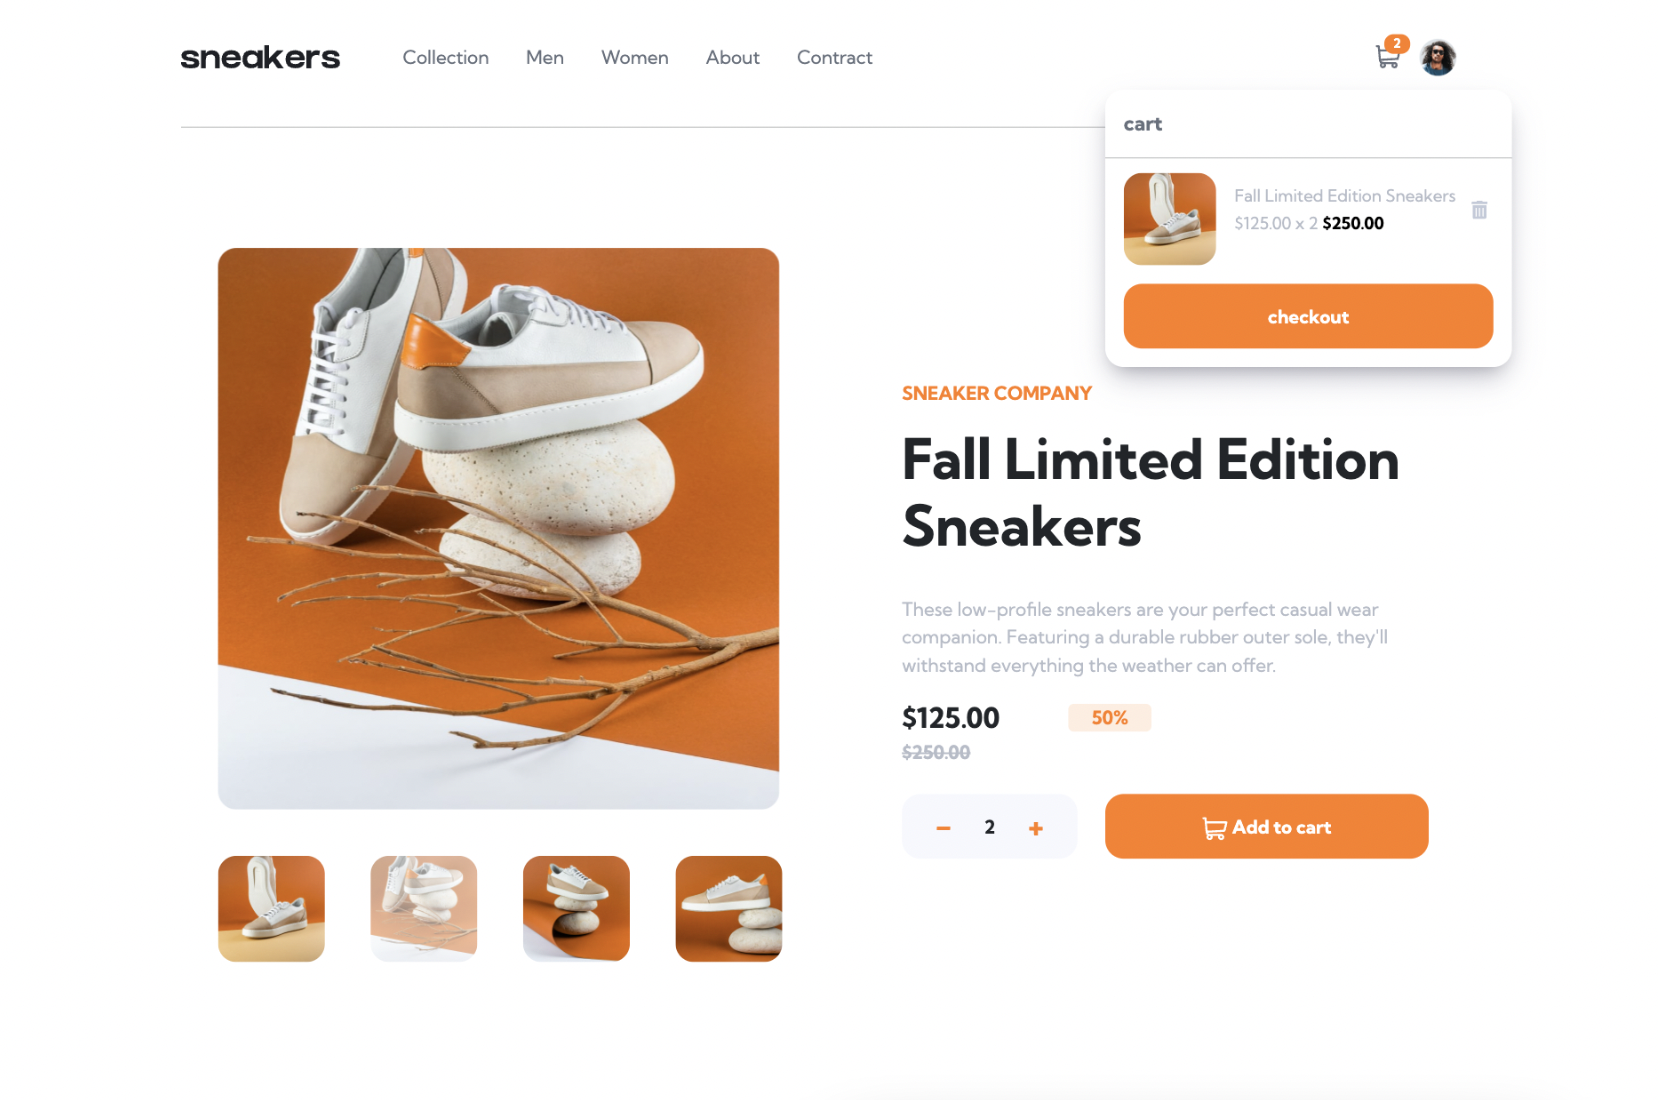 sneakers
Collection
Men
Women
About
Contract
2
cart
Fall Limited Edition Sneakers
$125.00 x 2 $250.00
checkout
SNEAKER COMPANY
Fall Limited Edition
Sneakers
These low-profile sneakers are your perfect casual wear
companion. Featuring a durable rubber outer sole, they'll
withstand everything the weather can offer.
$125.00
50%
$250.00
− 2 +
Add to cart